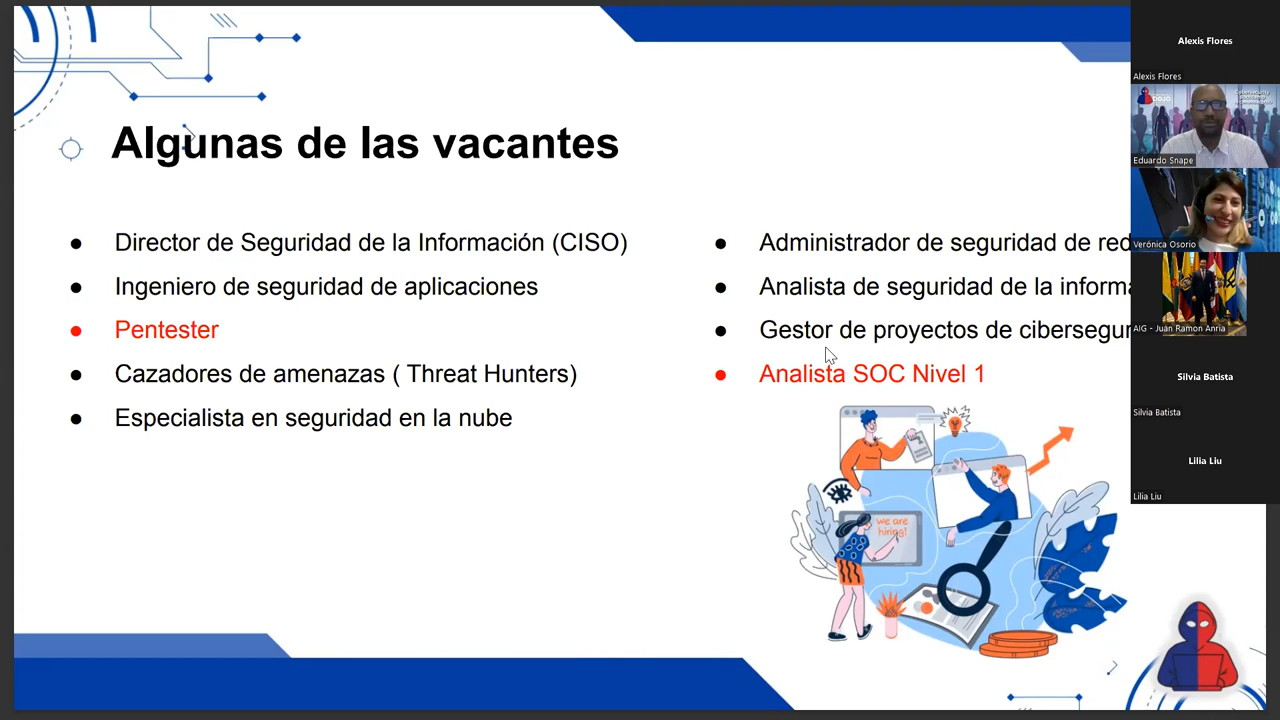 Algunas de las vacantes
Director de Seguridad de la Información (CISO)
Ingeniero de seguridad de aplicaciones
Pentester
Cazadores de amenazas ( Threat Hunters)
Especialista en seguridad en la nube
Administrador de seguridad de red
Analista de seguridad de la informa
Gestor de proyectos de cibersegur
Analista SOC Nivel 1
we are
hiring!
Alexis Flores
Alexis Flores
DOJO
Eduardo Snape
Verónica Osorio
AIG - Juan Ramon Anria
Silvia Batista
Silvia Batista
Lilia Liu
Lilia Liu